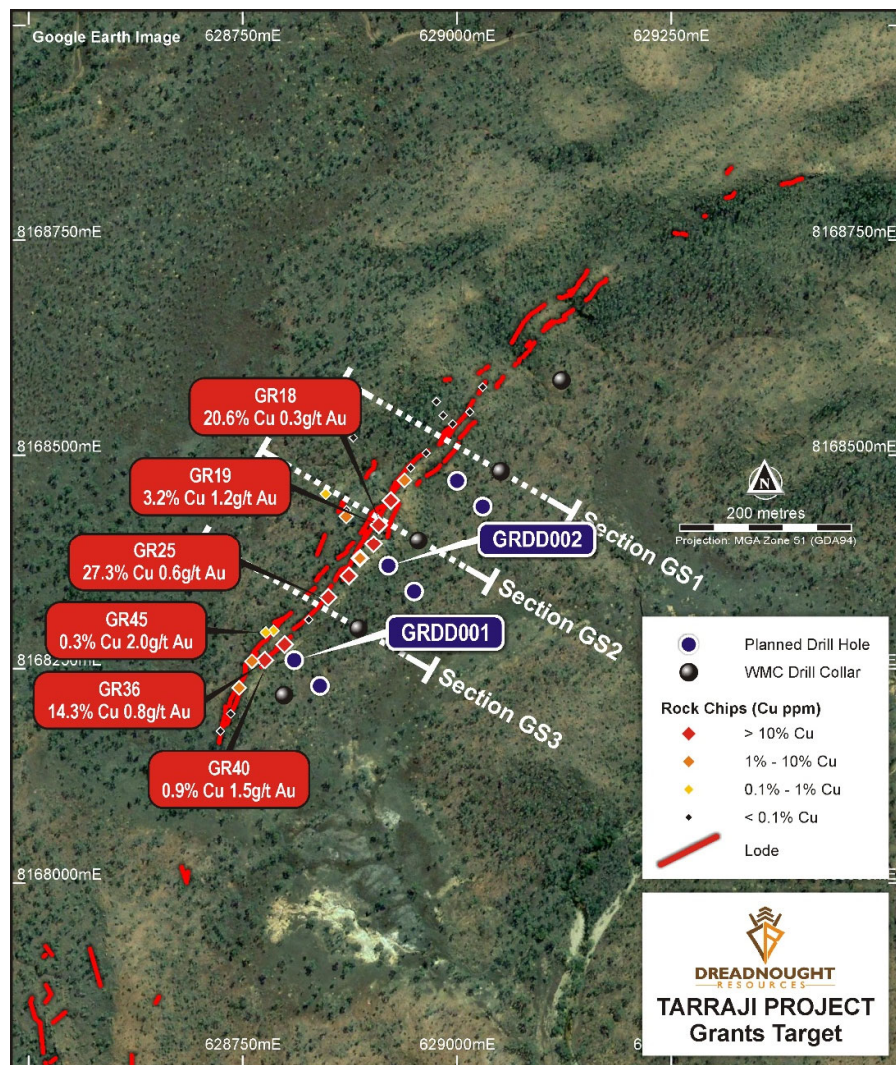 Google Earth Image
628750mE
629000mE
629250mE
8168750mE
8168750mE
GR18
20.6% Cu 0.3g/t Au
8168500mE
8168500mE
GR19
3.2% Cu 1.2g/t Au
N
200 metres
Projection: MGA Zone 51 (GDA94)
Section GS1
GRDD002
GR25
27.3% Cu 0.6g/t Au
Section GS2
GR45
0.3% Cu 2.0g/t Au
GRDD001
8168250mE
Section GS3
GR36
14.3% Cu 0.8g/t Au
GR40
0.9% Cu 1.5g/t Au
Planned Drill Hole
WMC Drill Collar
Rock Chips (Cu ppm)
> 10% Cu
1% - 10% Cu
0.1% - 1% Cu
< 0.1% Cu
Lode
8168000mE
DREADNOUGHT
RESOURCES
TARRAJI PROJECT
Grants Target
628750mE
629000mE